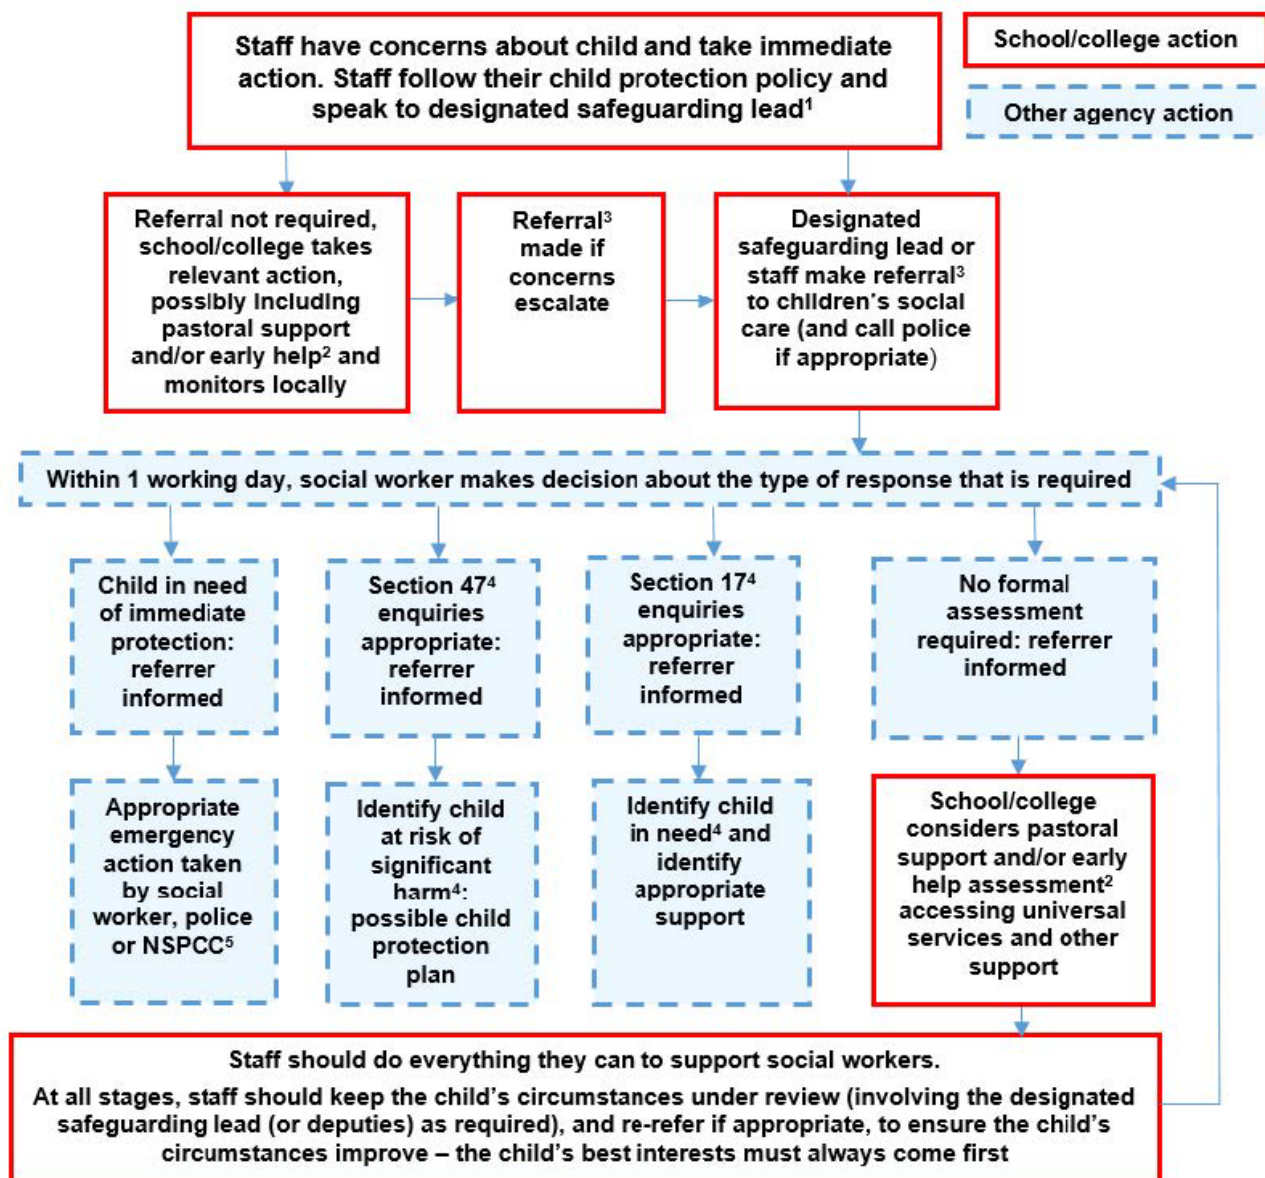 Staff have concerns about child and take immediate
action. Staff follow their child protection policy and
speak to designated safeguarding lead¹
School/college action
Other agency action
Referral not required,
school/college takes
relevant action,
possibly including
pastoral support
and/or early help² and
monitors locally
Referral³
made if
concerns
escalate
Designated
safeguarding lead or
staff make referral³
to children's social
care (and call police
if appropriate)
Within 1 working day, social worker makes decision about the type of response that is required
Child in need
of immediate
protection:
referrer
informed
Section 47⁴
enquiries
appropriate:
referrer
informed
Section 17⁴
enquiries
appropriate:
referrer
informed
No formal
assessment
required: referrer
informed
Appropriate
emergency
action taken
by social
worker, police
or NSPCC⁵
Identify child
at risk of
significant
harm⁴:
possible child
protection
plan
Identify child
in need⁴ and
identify
appropriate
support
School/college
considers pastoral
support and/or early
help assessment²
accessing universal
services and other
support
Staff should do everything they can to support social workers.
At all stages, staff should keep the child's circumstances under review (involving the designated
safeguarding lead (or deputies) as required), and re-refer if appropriate, to ensure the child's
circumstances improve – the child's best interests must always come first